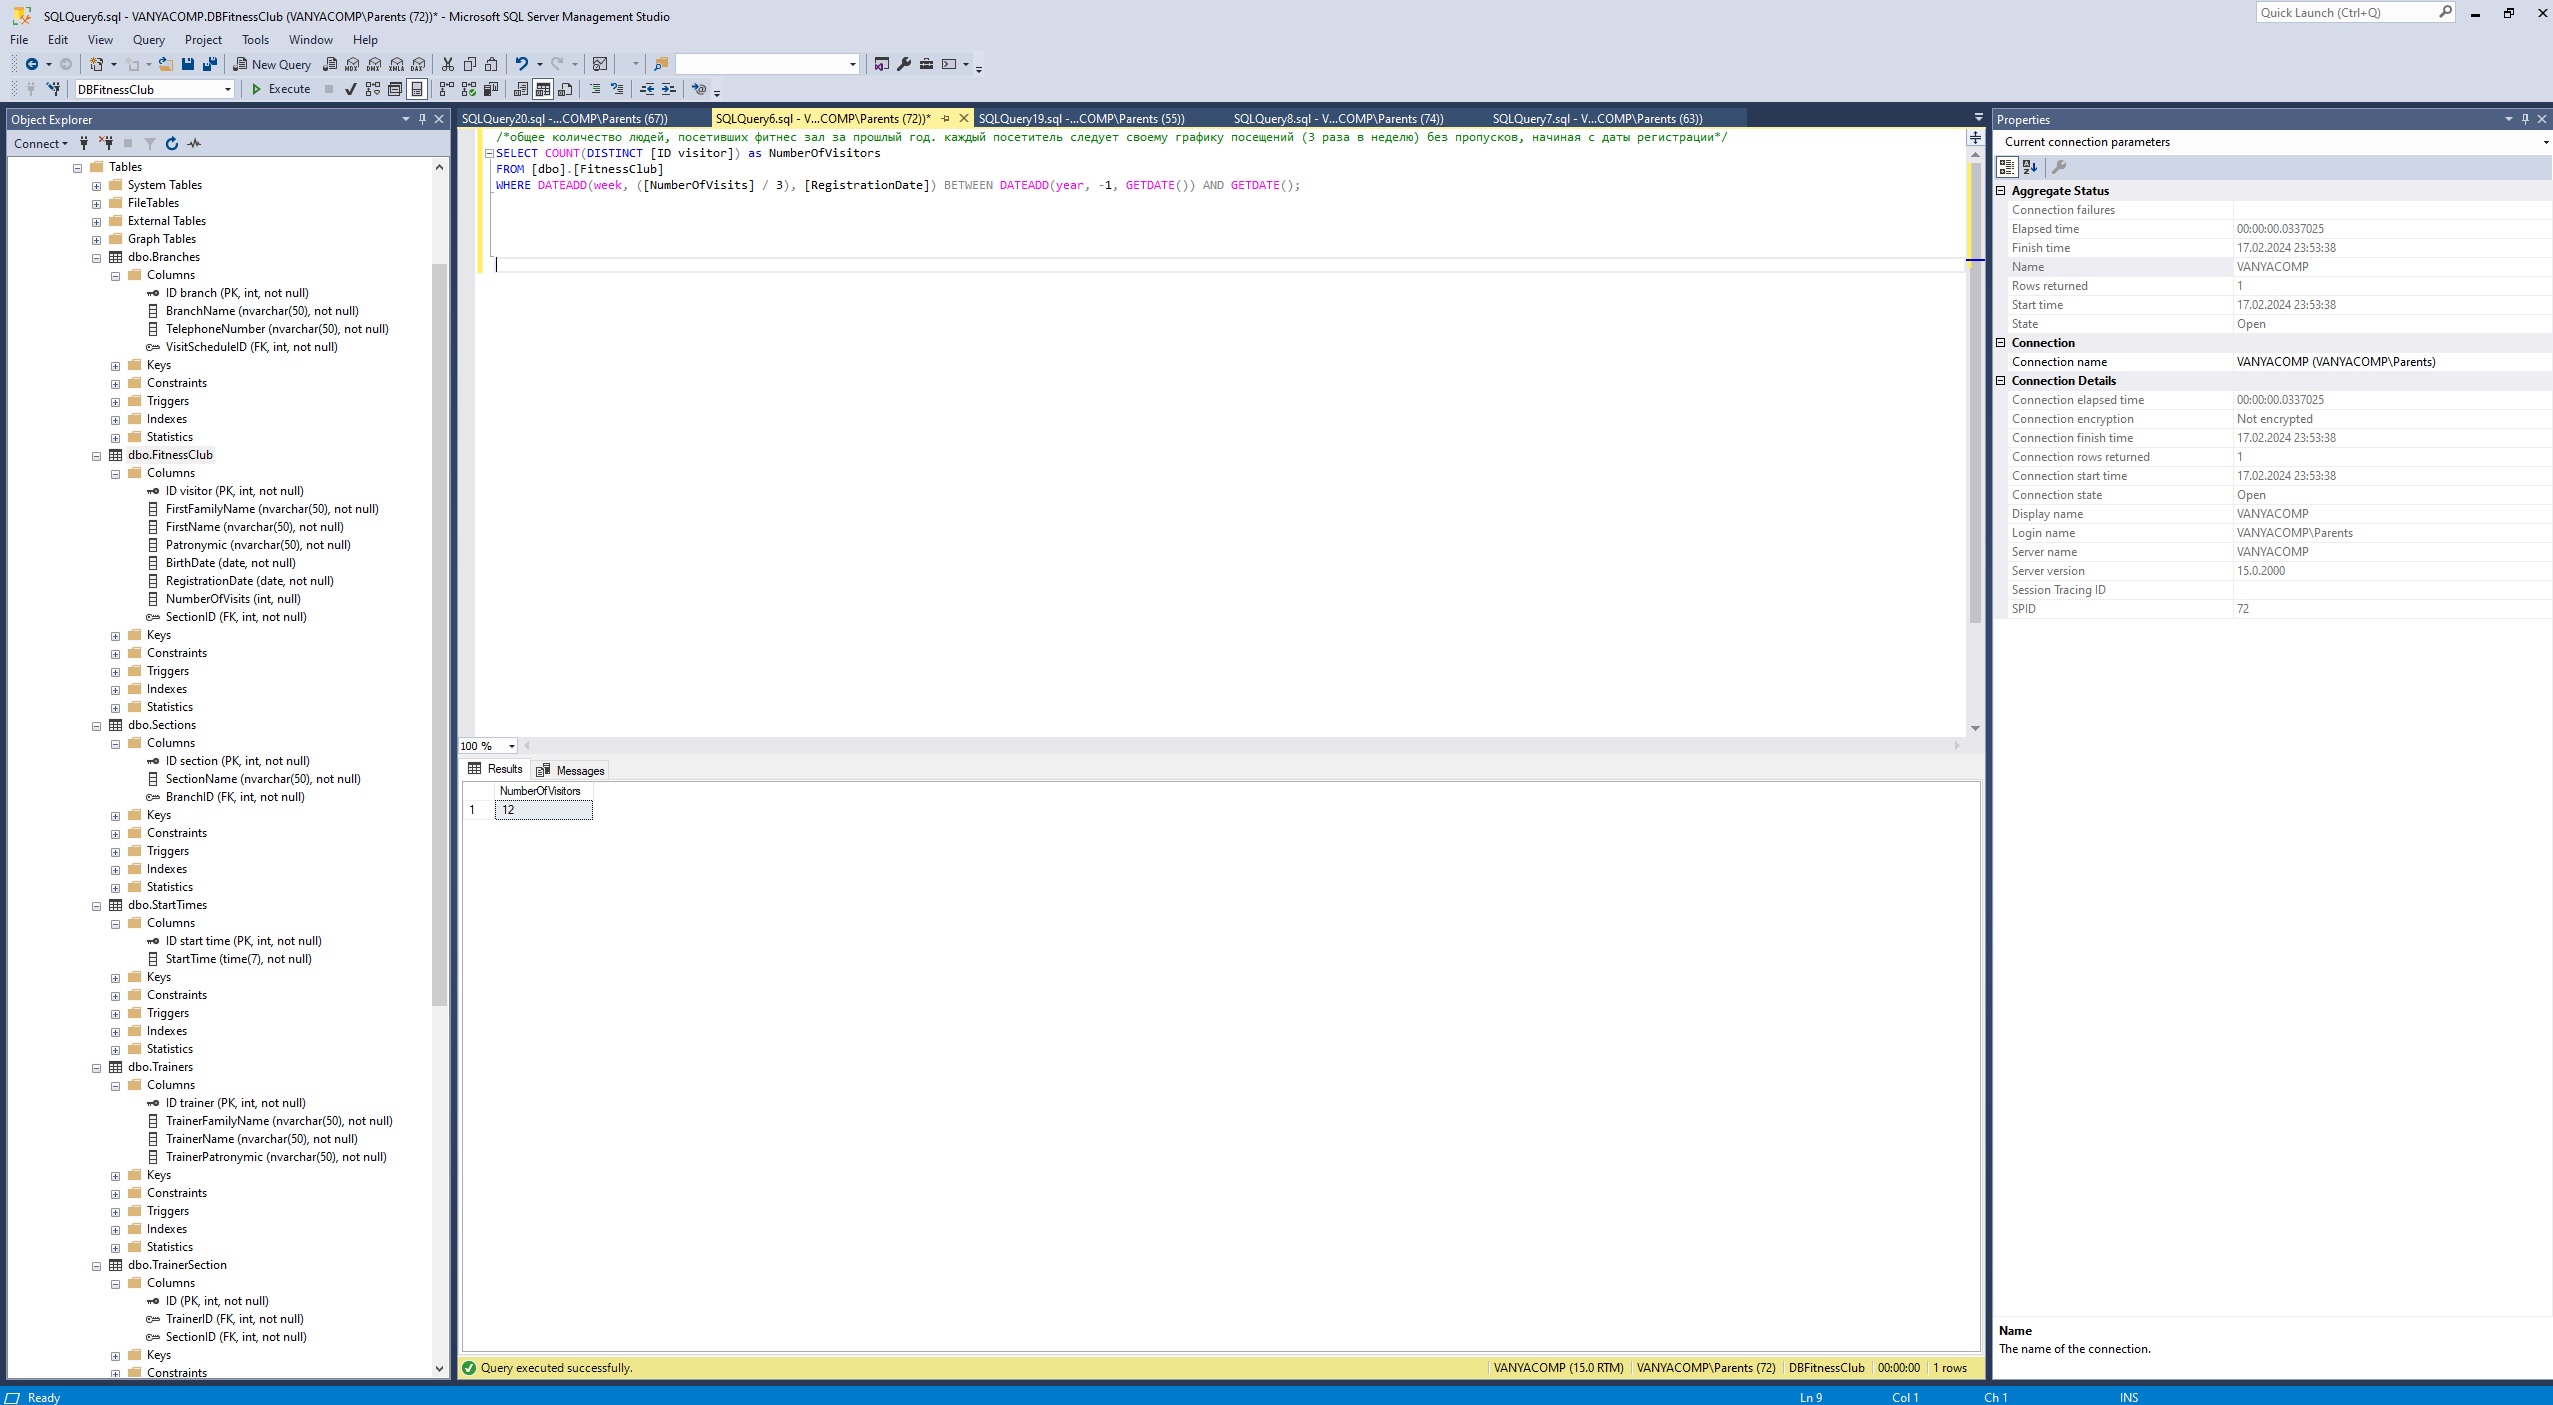 SQLQuery6.sql - VANYACOMP.DBFitnessClub (VANYACOMP\Parents (72))* - Microsoft SQL Server Management Studio
Quick Launch (Ctrl+Q)
File Edit View Query Project Tools Window Help
New Query MDX DMX XMLA DAX
DBFitnessClub Execute
Object Explorer
Connect
Tables
System Tables
FileTables
External Tables
Graph Tables
dbo.Branches
Columns
ID branch (PK, int, not null)
BranchName (nvarchar(50), not null)
TelephoneNumber (nvarchar(50), not null)
VisitScheduleID (FK, int, not null)
Keys
Constraints
Triggers
Indexes
Statistics
dbo.FitnessClub
Columns
ID visitor (PK, int, not null)
FirstFamilyName (nvarchar(50), not null)
FirstName (nvarchar(50), not null)
Patronymic (nvarchar(50), not null)
BirthDate (date, not null)
RegistrationDate (date, not null)
NumberOfVisits (int, null)
SectionID (FK, int, not null)
Keys
Constraints
Triggers
Indexes
Statistics
dbo.Sections
Columns
ID section (PK, int, not null)
SectionName (nvarchar(50), not null)
BranchID (FK, int, not null)
Keys
Constraints
Triggers
Indexes
Statistics
dbo.StartTimes
Columns
ID start time (PK, int, not null)
StartTime (time(7), not null)
Keys
Constraints
Triggers
Indexes
Statistics
dbo.Trainers
Columns
ID trainer (PK, int, not null)
TrainerFamilyName (nvarchar(50), not null)
TrainerName (nvarchar(50), not null)
TrainerPatronymic (nvarchar(50), not null)
Keys
Constraints
Triggers
Indexes
Statistics
dbo.TrainerSection
Columns
ID (PK, int, not null)
TrainerID (FK, int, not null)
SectionID (FK, int, not null)
Keys
Constraints
SQLQuery20.sql -...COMP\Parents (67)) SQLQuery6.sql - V...COMP\Parents (72))* SQLQuery19.sql -...COMP\Parents (55)) SQLQuery8.sql - V...COMP\Parents (74)) SQLQuery7.sql - V...COMP\Parents (63))
/*общее количество людей, посетивших фитнес зал за прошлый год. каждый посетитель следует своему графику посещений (3 раза в неделю) без пропусков, начиная с даты регистрации*/
SELECT COUNT(DISTINCT [ID visitor]) as NumberOfVisitors
FROM [dbo].[FitnessClub]
WHERE DATEADD(week, ([NumberOfVisits] / 3), [RegistrationDate]) BETWEEN DATEADD(year, -1, GETDATE()) AND GETDATE();
100 %
Results Messages
NumberOfVisitors
1 12
Query executed successfully. VANYACOMP (15.0 RTM) VANYACOMP\Parents (72) DBFitnessClub 00:00:00 1 rows
Properties
Current connection parameters
Aggregate Status
Connection failures
Elapsed time 00:00:00.0337025
Finish time 17.02.2024 23:53:38
Name VANYACOMP
Rows returned 1
Start time 17.02.2024 23:53:38
State Open
Connection
Connection name VANYACOMP (VANYACOMP\Parents)
Connection Details
Connection elapsed time 00:00:00.0337025
Connection encryption Not encrypted
Connection finish time 17.02.2024 23:53:38
Connection rows returned 1
Connection start time 17.02.2024 23:53:38
Connection state Open
Display name VANYACOMP
Login name VANYACOMP\Parents
Server name VANYACOMP
Server version 15.0.2000
Session Tracing ID
SPID 72
Name
The name of the connection.
Ready Ln 9 Col 1 Ch 1 INS